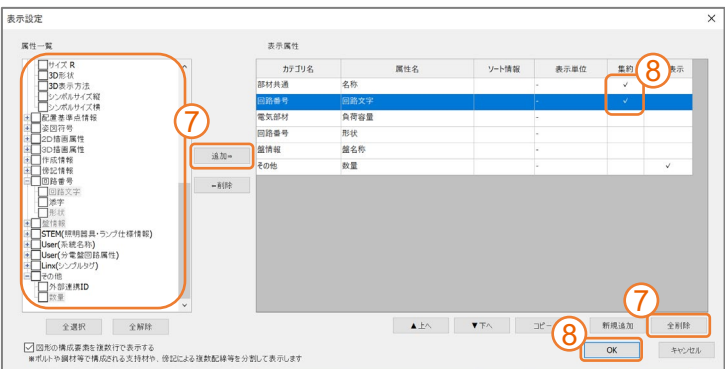 表示設定
属性一覧
サイズ R
3D形状
3D表示方法
シンボルサイズ縦
シンボルサイズ横
配置基準点情報
姿図符号
2D描画属性
3D描画属性
作成情報
傍記情報
回路番号
回路文字
添字
形状
盤情報
STEM(照明器具・ランプ仕様情報)
User(系統名称)
User(分電盤回路属性)
Linx(シンプルタグ)
その他
外部連携ID
数量
全選択 全解除
⑦
追加⇒
⇐削除
表示属性
カテゴリ名 属性名 ソート情報 表示単位 集約 表示
⑧
部材共通 名称 - ✓
回路番号 回路文字 - ✓
電気部材 負荷容量 -
回路番号 形状 -
盤情報 盤名称 -
その他 数量 - ✓
⑦
▲上へ ▼下へ コピー 新規追加 全削除
☑図形の構成要素を複数行で表示する
※ボルトや鋼材等で構成される支持材や、傍記による複数配線等を分割して表示します
⑧
OK キャンセル